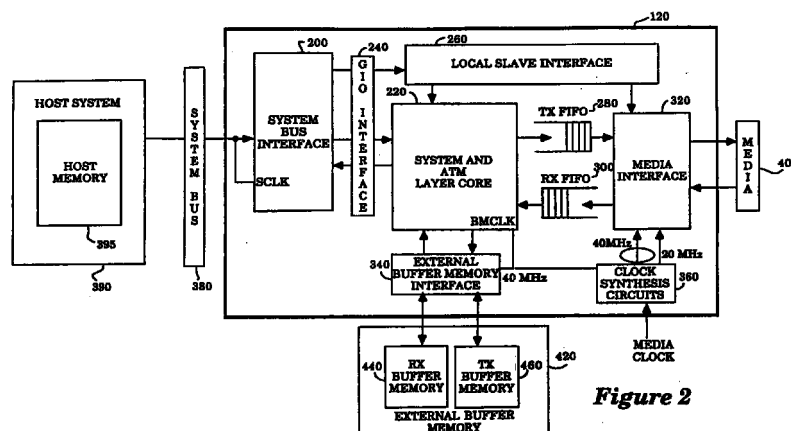 120
200
240
260
LOCAL SLAVE INTERFACE
220
TX FIFO
280
320
HOST SYSTEM
HOST
MEMORY
395
390
SYSTEM BUS
380
SYSTEM
BUS
INTERFACE
SCLK
GIO INTERFACE
SYSTEM AND
ATM
LAYER CORE
BMCLK
RX FIFO
300
MEDIA
INTERFACE
MEDIA
40
340
EXTERNAL
BUFFER MEMORY
INTERFACE
40 MHz
40MHz
20 MHz
CLOCK
SYNTHESIS
CIRCUITS
360
MEDIA
CLOCK
440
RX
BUFFER
MEMORY
TX
BUFFER
MEMORY
460
420
EXTERNAL BUFFER
MEMORY
Figure 2